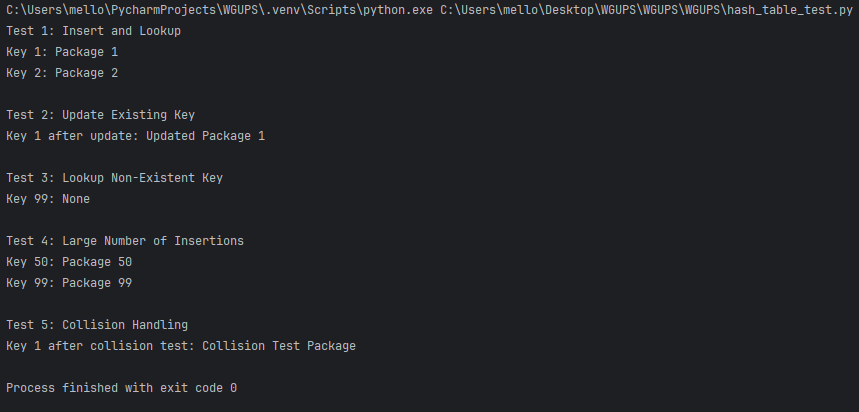 C:\Users\mello\PycharmProjects\WGUPS\.venv\Scripts\python.exe C:\Users\mello\Desktop\WGUPS\WGUPS\WGUPS\hash_table_test.py
Test 1: Insert and Lookup
Key 1: Package 1
Key 2: Package 2
Test 2: Update Existing Key
Key 1 after update: Updated Package 1
Test 3: Lookup Non-Existent Key
Key 99: None
Test 4: Large Number of Insertions
Key 50: Package 50
Key 99: Package 99
Test 5: Collision Handling
Key 1 after collision test: Collision Test Package
Process finished with exit code 0